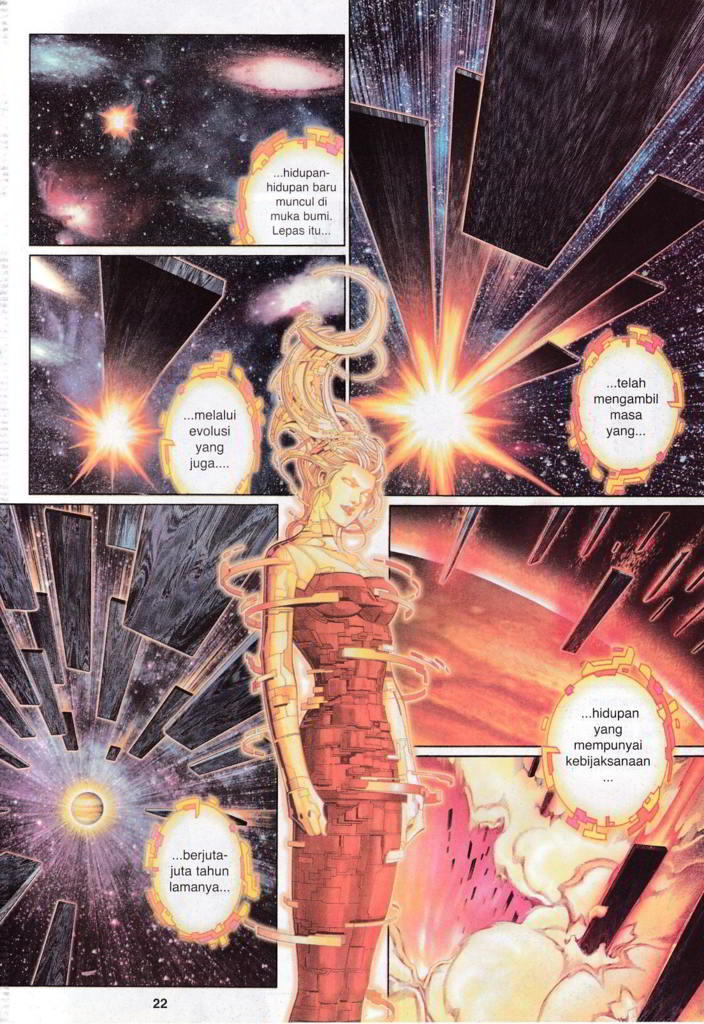 ...hidupan-
hidupan baru
muncul di
muka bumi.
Lepas itu...
...melalui
evolusi
yang
juga....
...telah
mengambil
masa
yang...
...berjuta-
juta tahun
lamanya...
...hidupan
yang
mempunyai
kebijaksanaan
...
22